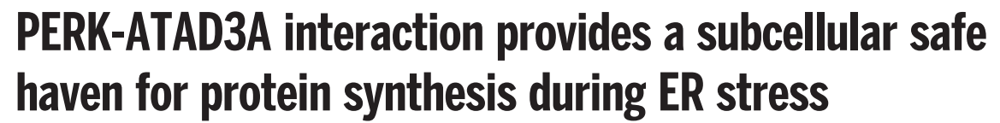 PERK-ATAD3A interaction provides a subcellular safe
haven for protein synthesis during ER stress